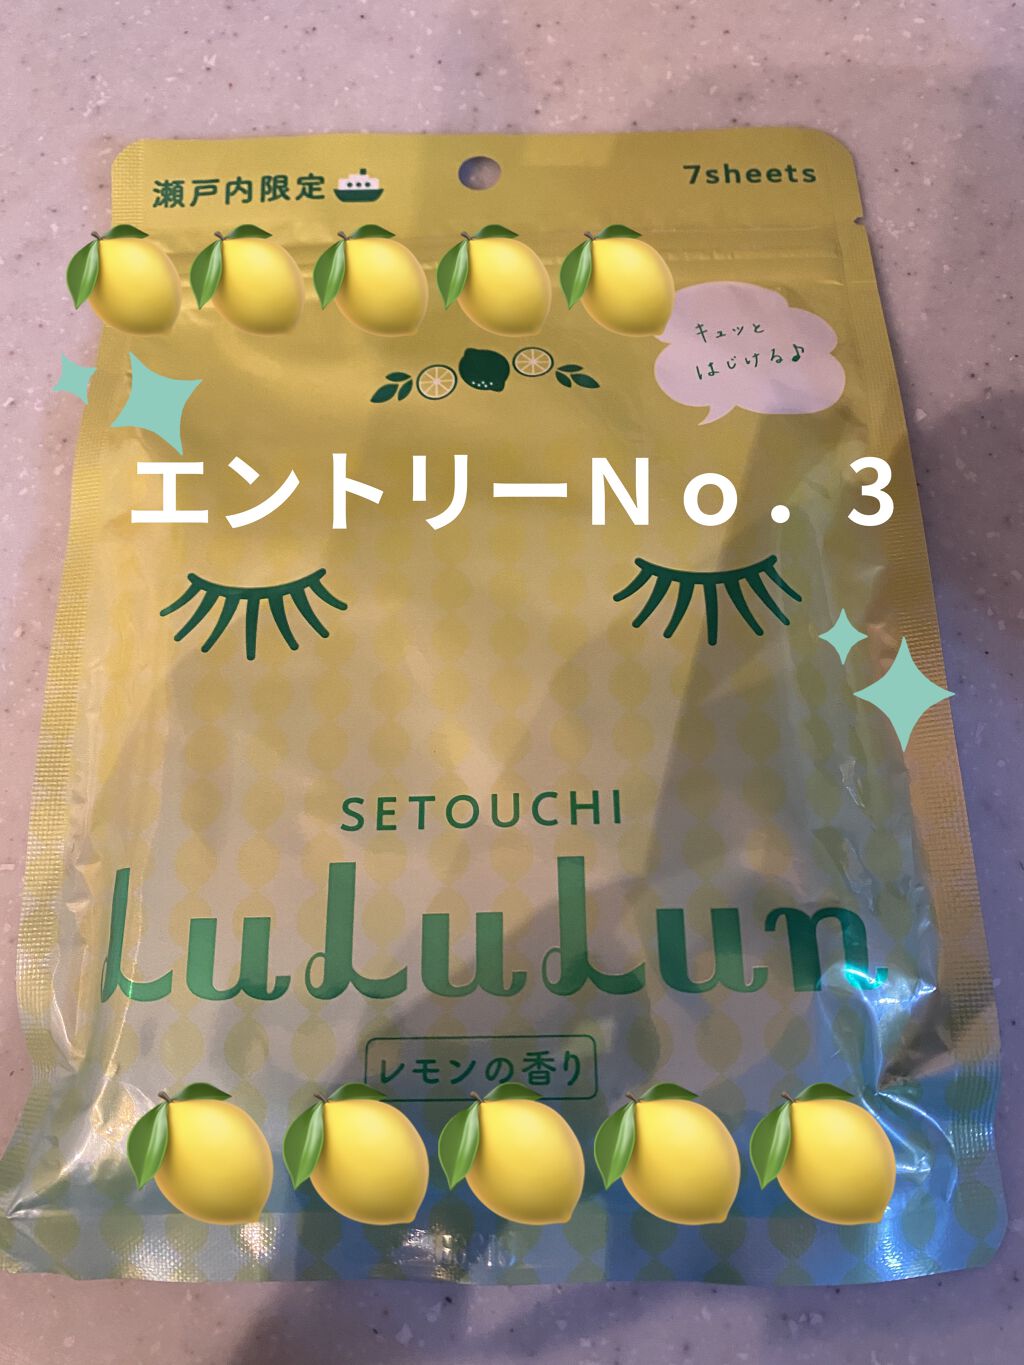 瀬戸内限定
7sheets
キュッと
はじける♪
エントリーNo．3
SETOUCHI
LuLuLun
レモンの香り